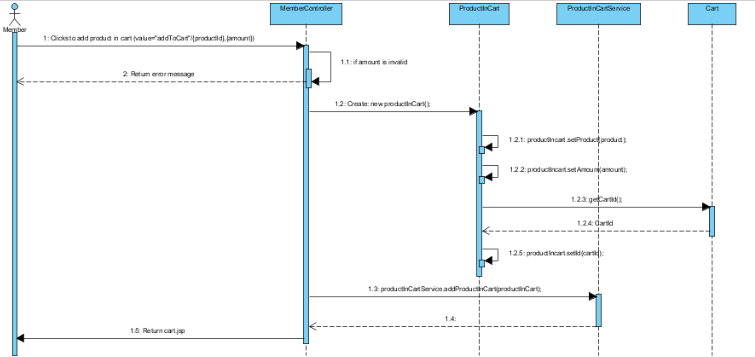 MemberController
ProductInCart
ProductInCartService
Cart
Member
1: Clicks to add product in cart (value="addToCart"/{productId}.{amount})
1.1: if amount is invalid
2: Return error message
1.2: Create: new productInCart();
1.2.1: productIncart.setProduct(product);
1.2.2: productIncart.setAmoun(amount);
1.2.3: getCartId();
1.2.4: CartId
1.2.5: productIncart.setId(cartId);
1.3: productInCartService.addProductInCart(productInCart);
1.4:
1.5: Return cart.jsp